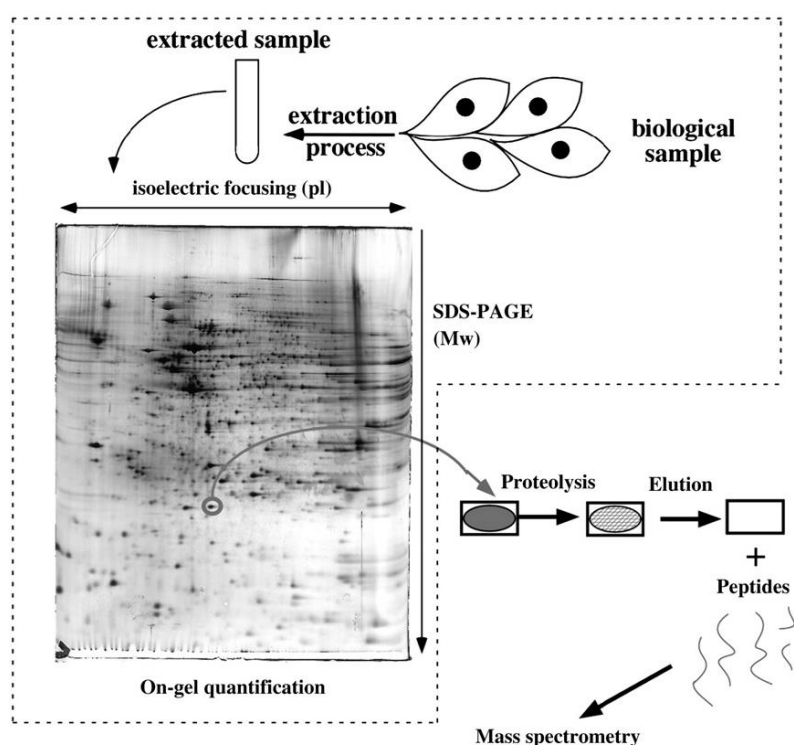 extracted sample
extraction
process
biological
sample
isoelectric focusing (pI)
SDS-PAGE
(Mw)
Proteolysis
Elution
+
Peptides
On-gel quantification
Mass spectrometry